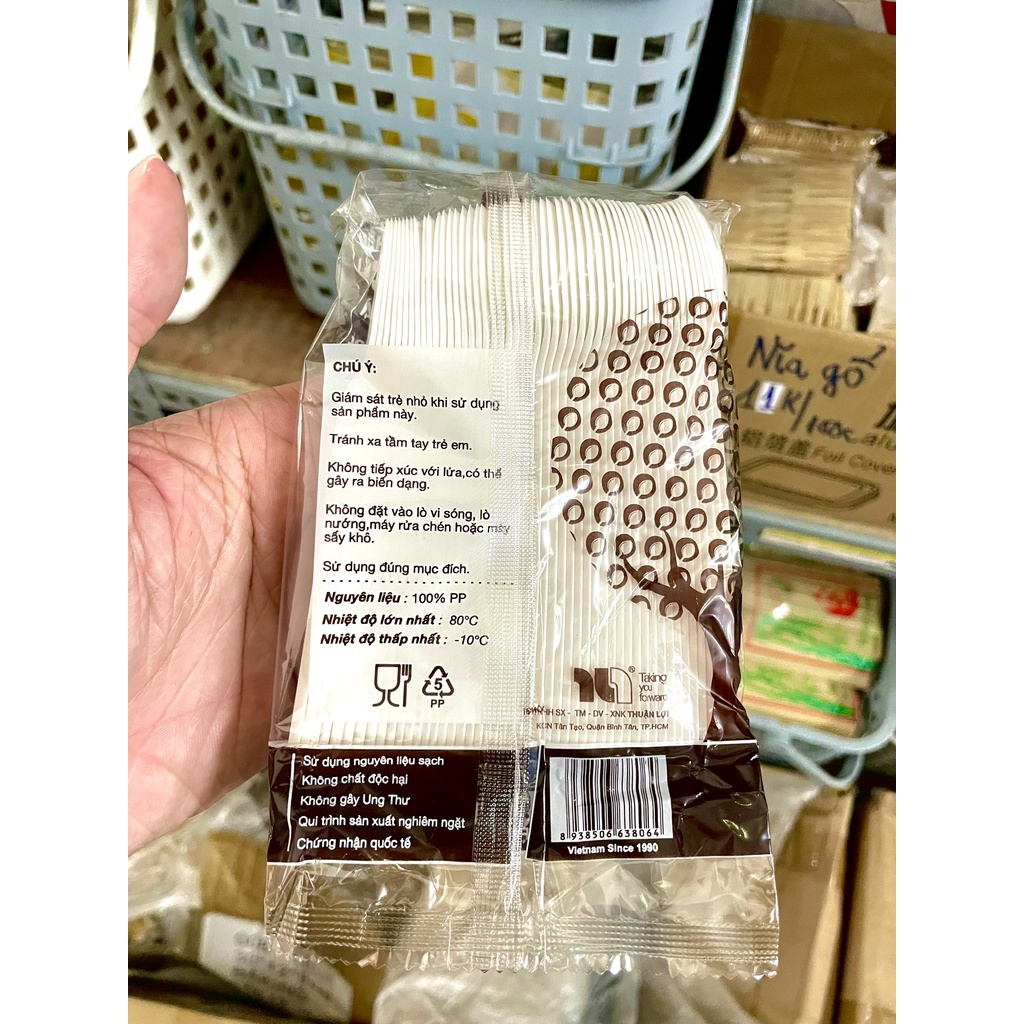 CHÚ Ý:
Giám sát trẻ nhỏ khi sử dụng
sản phẩm này.
Tránh xa tầm tay trẻ em.
Không tiếp xúc với lửa,có thể
gây ra biến dạng.
Không đặt vào lò vi sóng, lò
nướng,máy rửa chén hoặc máy
sấy khô.
Sử dụng đúng mục đích.
Nguyên liệu : 100% PP
Nhiệt độ lớn nhất : 80°C
Nhiệt độ thấp nhất : -10°C
5
PP
®
Taking
you
forward
SX - TM - DV - XNK THUẬN LỢI
KCN Tân Tạo, Quận Bình Tân, TP.HCM
Sử dụng nguyên liệu sạch
Không chất độc hại
Không gây Ung Thư
Qui trình sản xuất nghiêm ngặt
Chứng nhận quốc tế
8 938506 638064
Vietnam Since 1990
Nĩa gỗ
11K/
Foil Cove